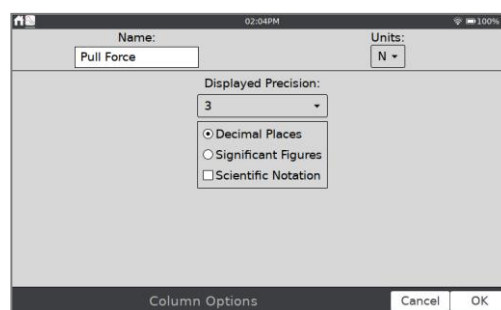 02:04PM
100%
Name:
Units:
Pull Force
N
Displayed Precision:
3
Decimal Places
Significant Figures
Scientific Notation
Column Options
Cancel
OK